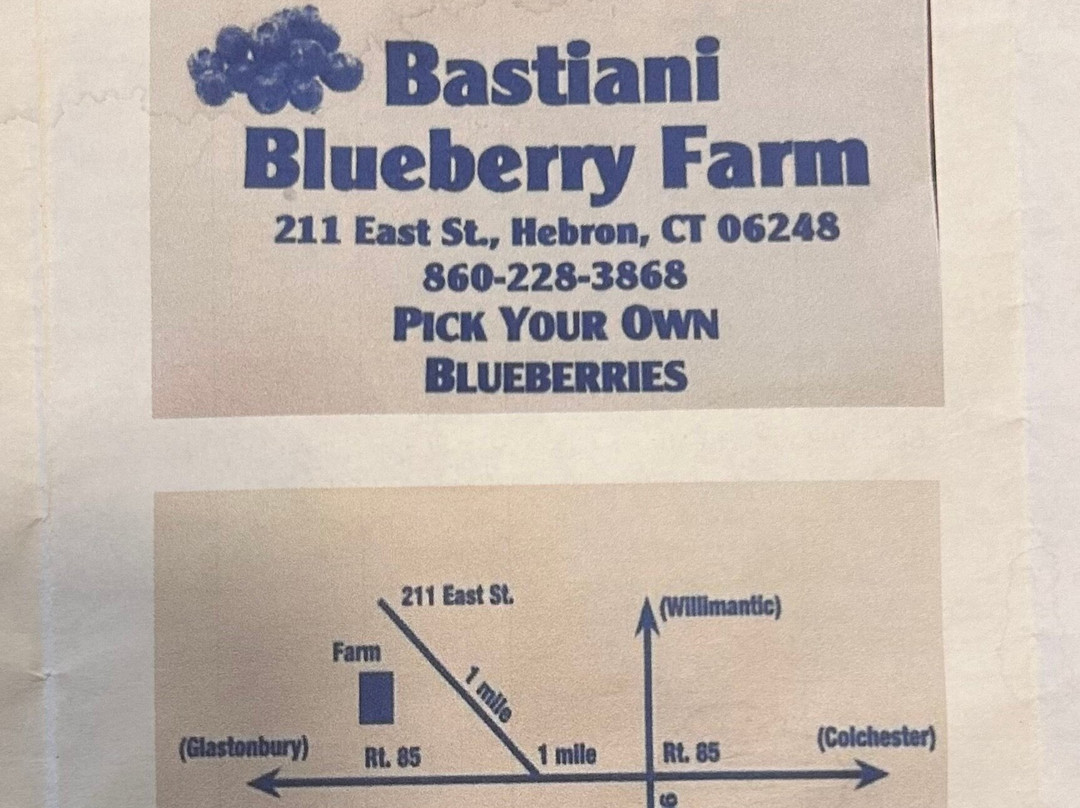 Bastiani
Blueberry Farm
211 East St., Hebron, CT 06248
860-228-3868
PICK YOUR OWN
BLUEBERRIES
211 East St.
(Willimantic)
Farm
1 mile
(Glastonbury)
Rt. 85
1 mile
Rt. 85
(Colchester)